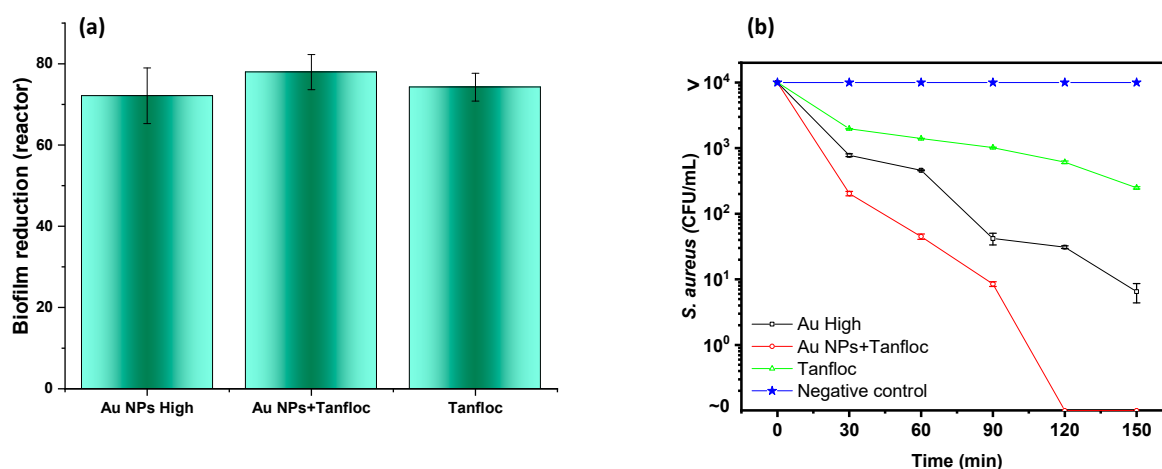 (a)
Biofilm reduction (reactor)
80
60
40
20
0
Au NPs High
Au NPs+Tanfloc
Tanfloc
(b)
S. aureus (CFU/mL)
>
10⁴
10³
10²
10¹
10⁰
~0
Au High
Au NPs+Tanfloc
Tanfloc
Negative control
0 30 60 90 120 150
Time (min)